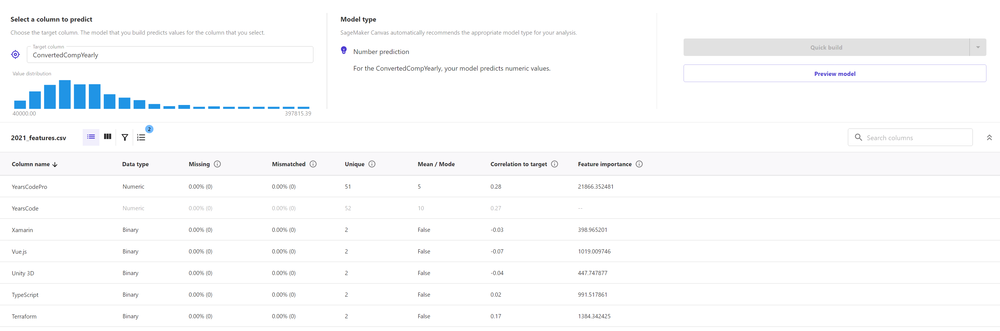 Select a column to predict
Choose the target column. The model that you build predicts values for the column that you select.
Target column
ConvertedCompYearly
Value distribution
40000.00 397815.39
Model type
SageMaker Canvas automatically recommends the appropriate model type for your analysis.
Number prediction
For the ConvertedCompYearly, your model predicts numeric values.
Quick build
Preview model
2021_features.csv
2
Search columns
Column name Data type Missing Mismatched Unique Mean / Mode Correlation to target Feature importance
YearsCodePro Numeric 0.00% (0) 0.00% (0) 51 5 0.28 21866.352481
YearsCode Numeric 0.00% (0) 0.00% (0) 52 10 0.27 --
Xamarin Binary 0.00% (0) 0.00% (0) 2 False -0.03 398.965201
Vue.js Binary 0.00% (0) 0.00% (0) 2 False -0.07 1019.009746
Unity 3D Binary 0.00% (0) 0.00% (0) 2 False -0.04 447.747877
TypeScript Binary 0.00% (0) 0.00% (0) 2 False 0.02 991.517861
Terraform Binary 0.00% (0) 0.00% (0) 2 False 0.17 1384.342425